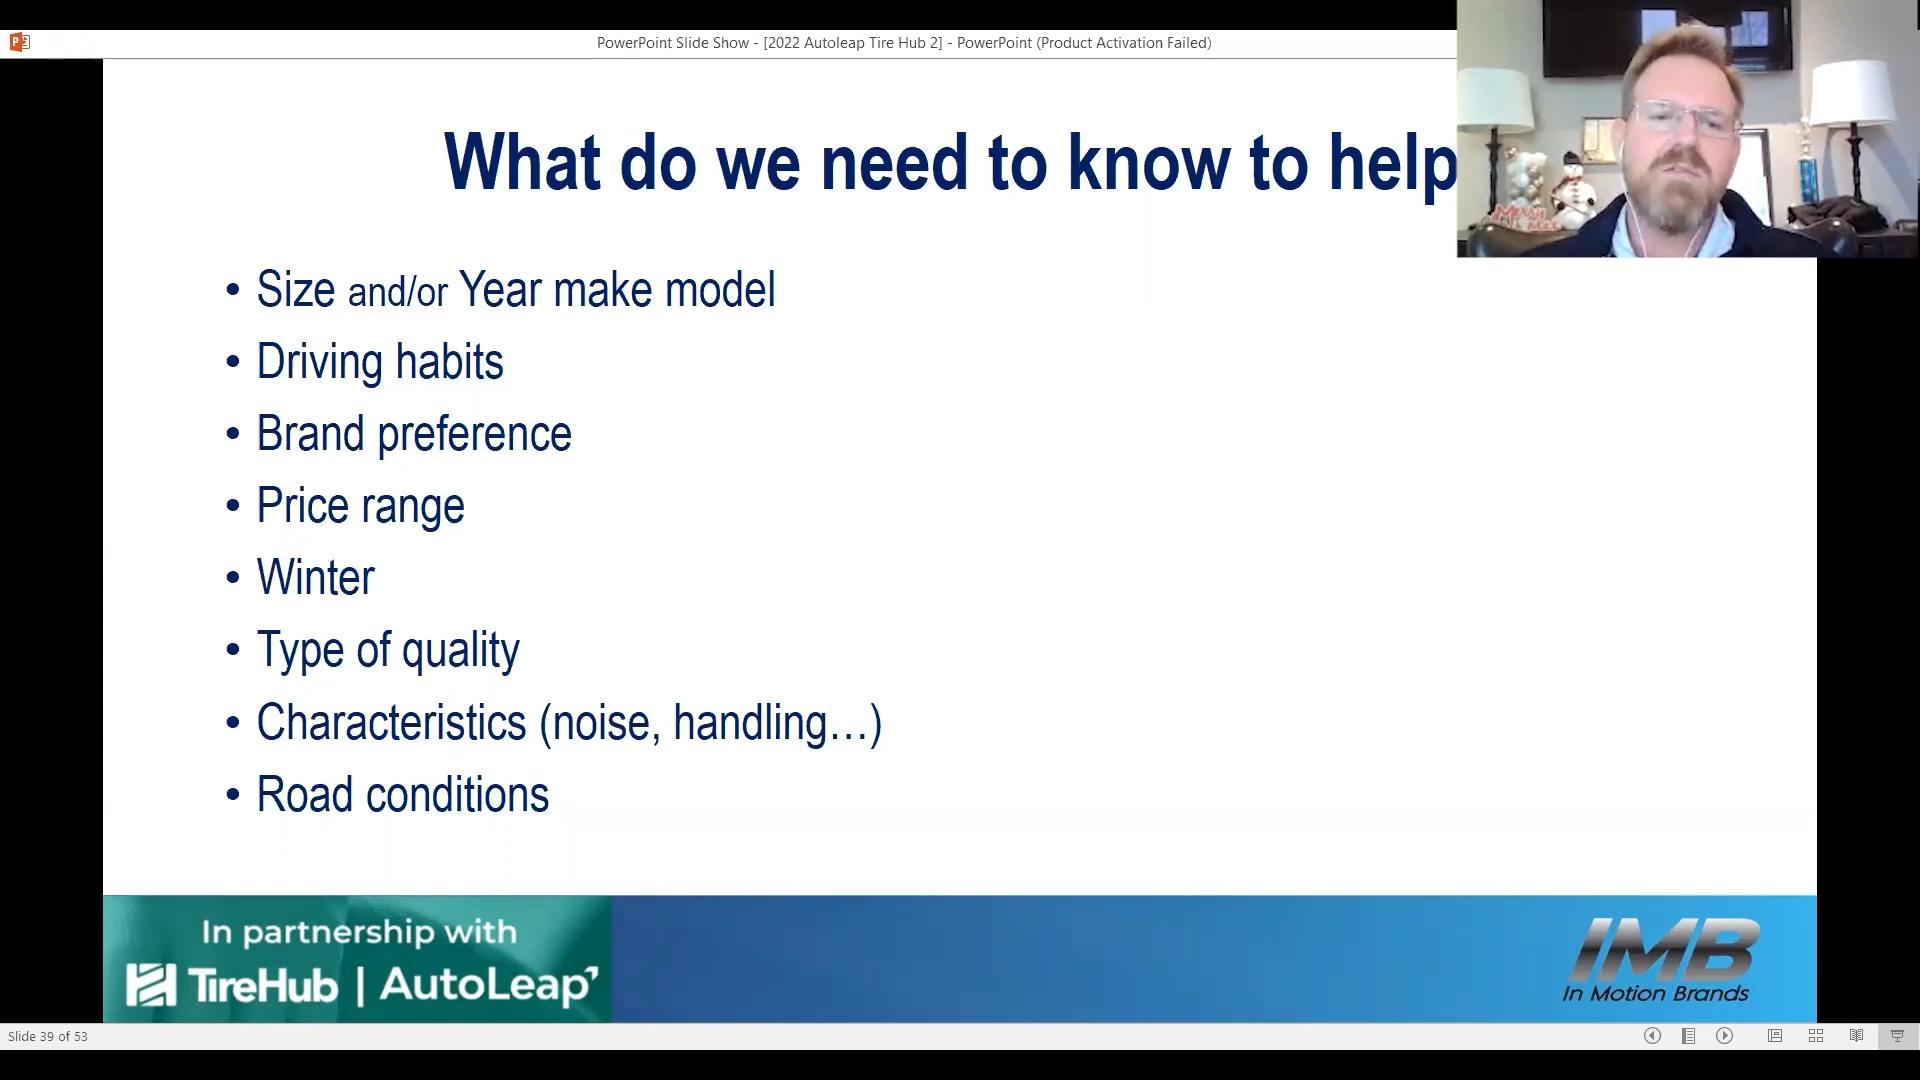 PowerPoint Slide Show - [2022 Autoleap Tire Hub 2] - PowerPoint (Product Activation Failed)
What do we need to know to help
• Size and/or Year make model
• Driving habits
• Brand preference
• Price range
• Winter
• Type of quality
• Characteristics (noise, handling…)
• Road conditions
In partnership with
TireHub | AutoLeap
IMB
In Motion Brands
Slide 39 of 53